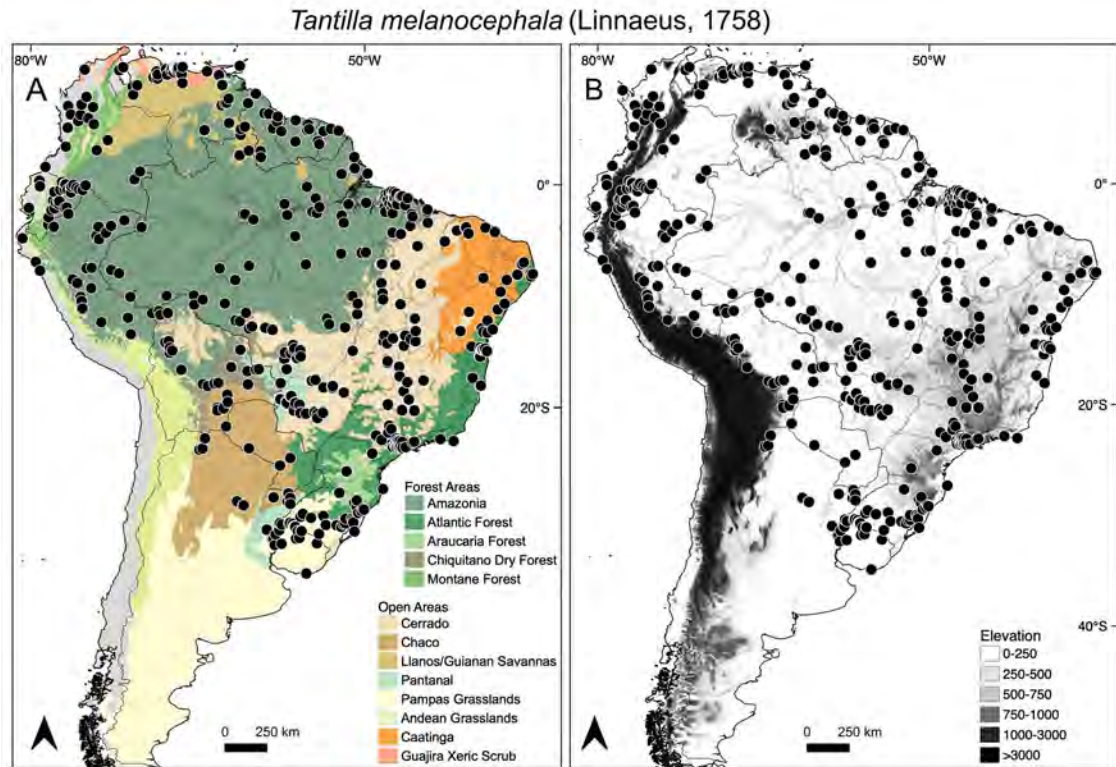 Tantilla melanocephala (Linnaeus, 1758)
A
80°W
50°W
0°
20°S
Forest Areas
Amazonia
Atlantic Forest
Araucaria Forest
Chiquitano Dry Forest
Montane Forest
Open Areas
Cerrado
Chaco
Llanos/Guianan Savannas
Pantanal
Pampas Grasslands
Andean Grasslands
Caatinga
Guajira Xeric Scrub
0 250 km
B
80°W
50°W
0°
20°S
40°S
Elevation
0-250
250-500
500-750
750-1000
1000-3000
>3000
0 250 km